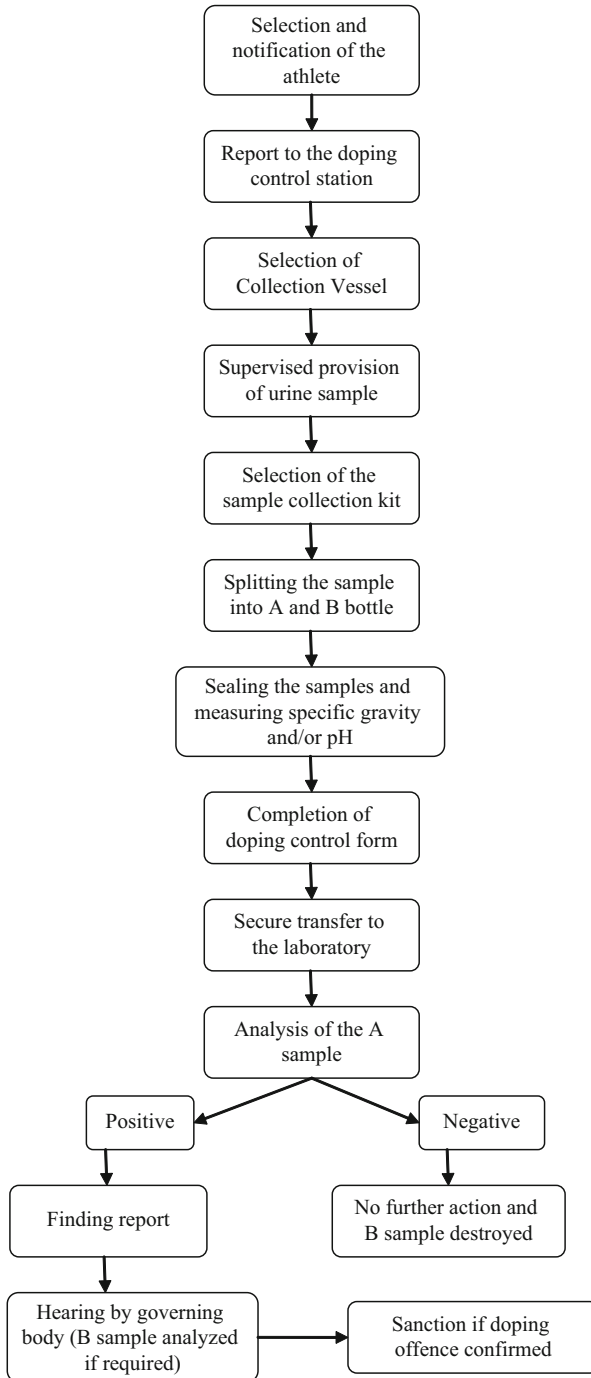 Selection and
notification of the
athlete
Report to the doping
control station
Selection of
Collection Vessel
Supervised provision
of urine sample
Selection of the
sample collection kit
Splitting the sample
into A and B bottle
Sealing the samples and
measuring specific gravity
and/or pH
Completion of
doping control form
Secure transfer to
the laboratory
Analysis of the A
sample
Positive
Negative
Finding report
No further action and
B sample destroyed
Hearing by governing
body (B sample analyzed
if required)
Sanction if doping
offence confirmed